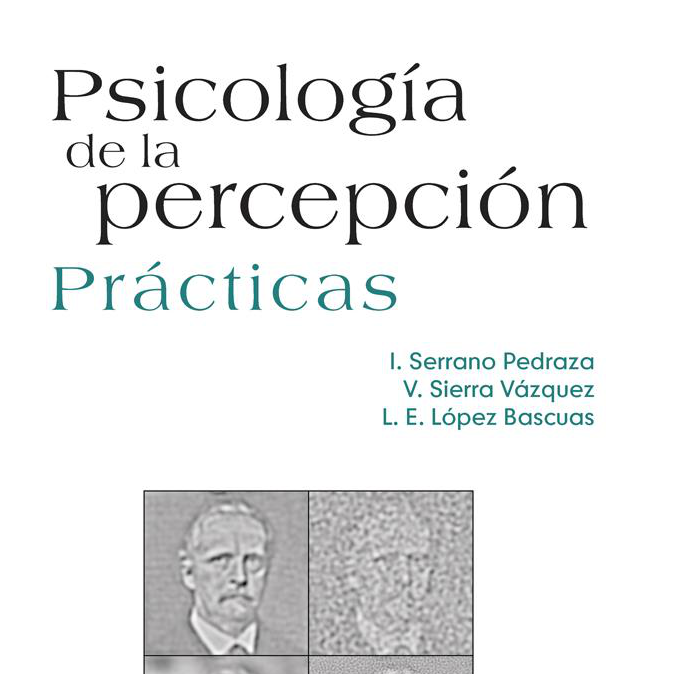 Psicología
de la
percepción
Prácticas
I. Serrano Pedraza
V. Sierra Vázquez
L. E. López Bascuas